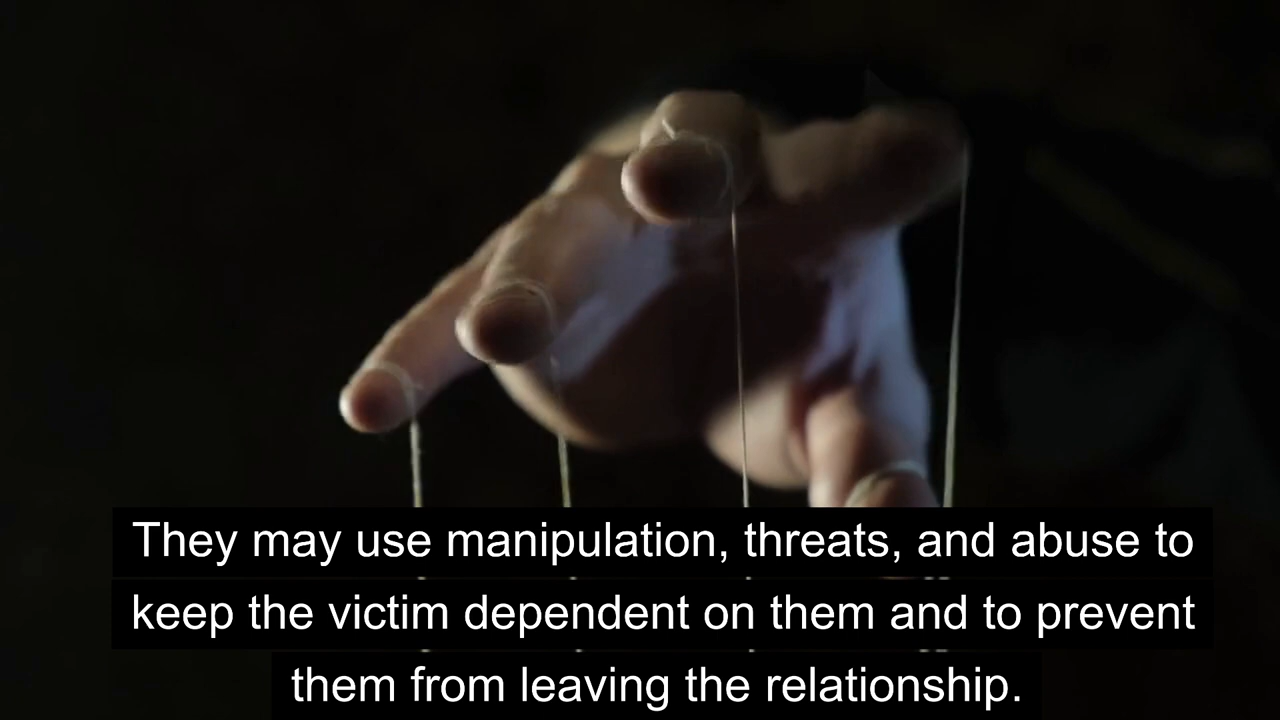 They may use manipulation, threats, and abuse to
keep the victim dependent on them and to prevent
them from leaving the relationship.